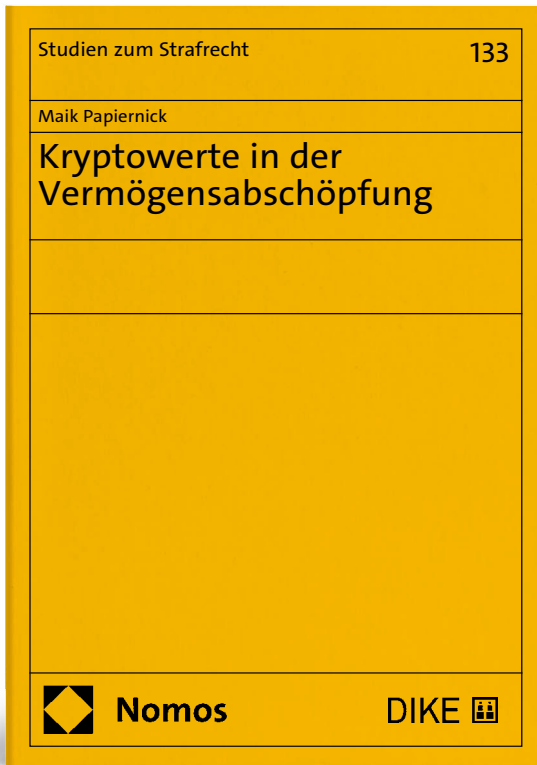 Studien zum Strafrecht 133
Maik Papiernick
Kryptowerte in der
Vermögensabschöpfung
Nomos DIKE